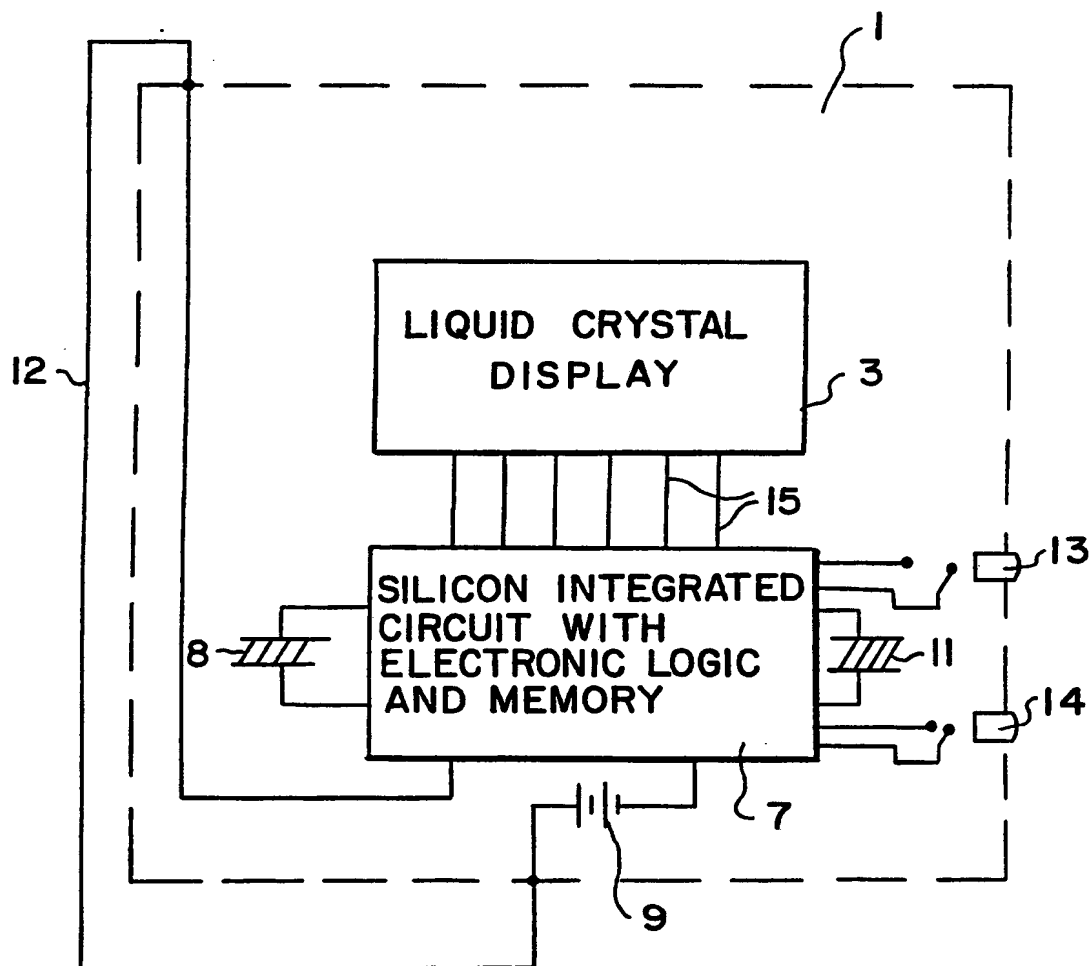 1
LIQUID CRYSTAL
DISPLAY
12
3
15
SILICON INTEGRATED
CIRCUIT WITH
ELECTRONIC LOGIC
AND MEMORY
13
8
11
14
7
9